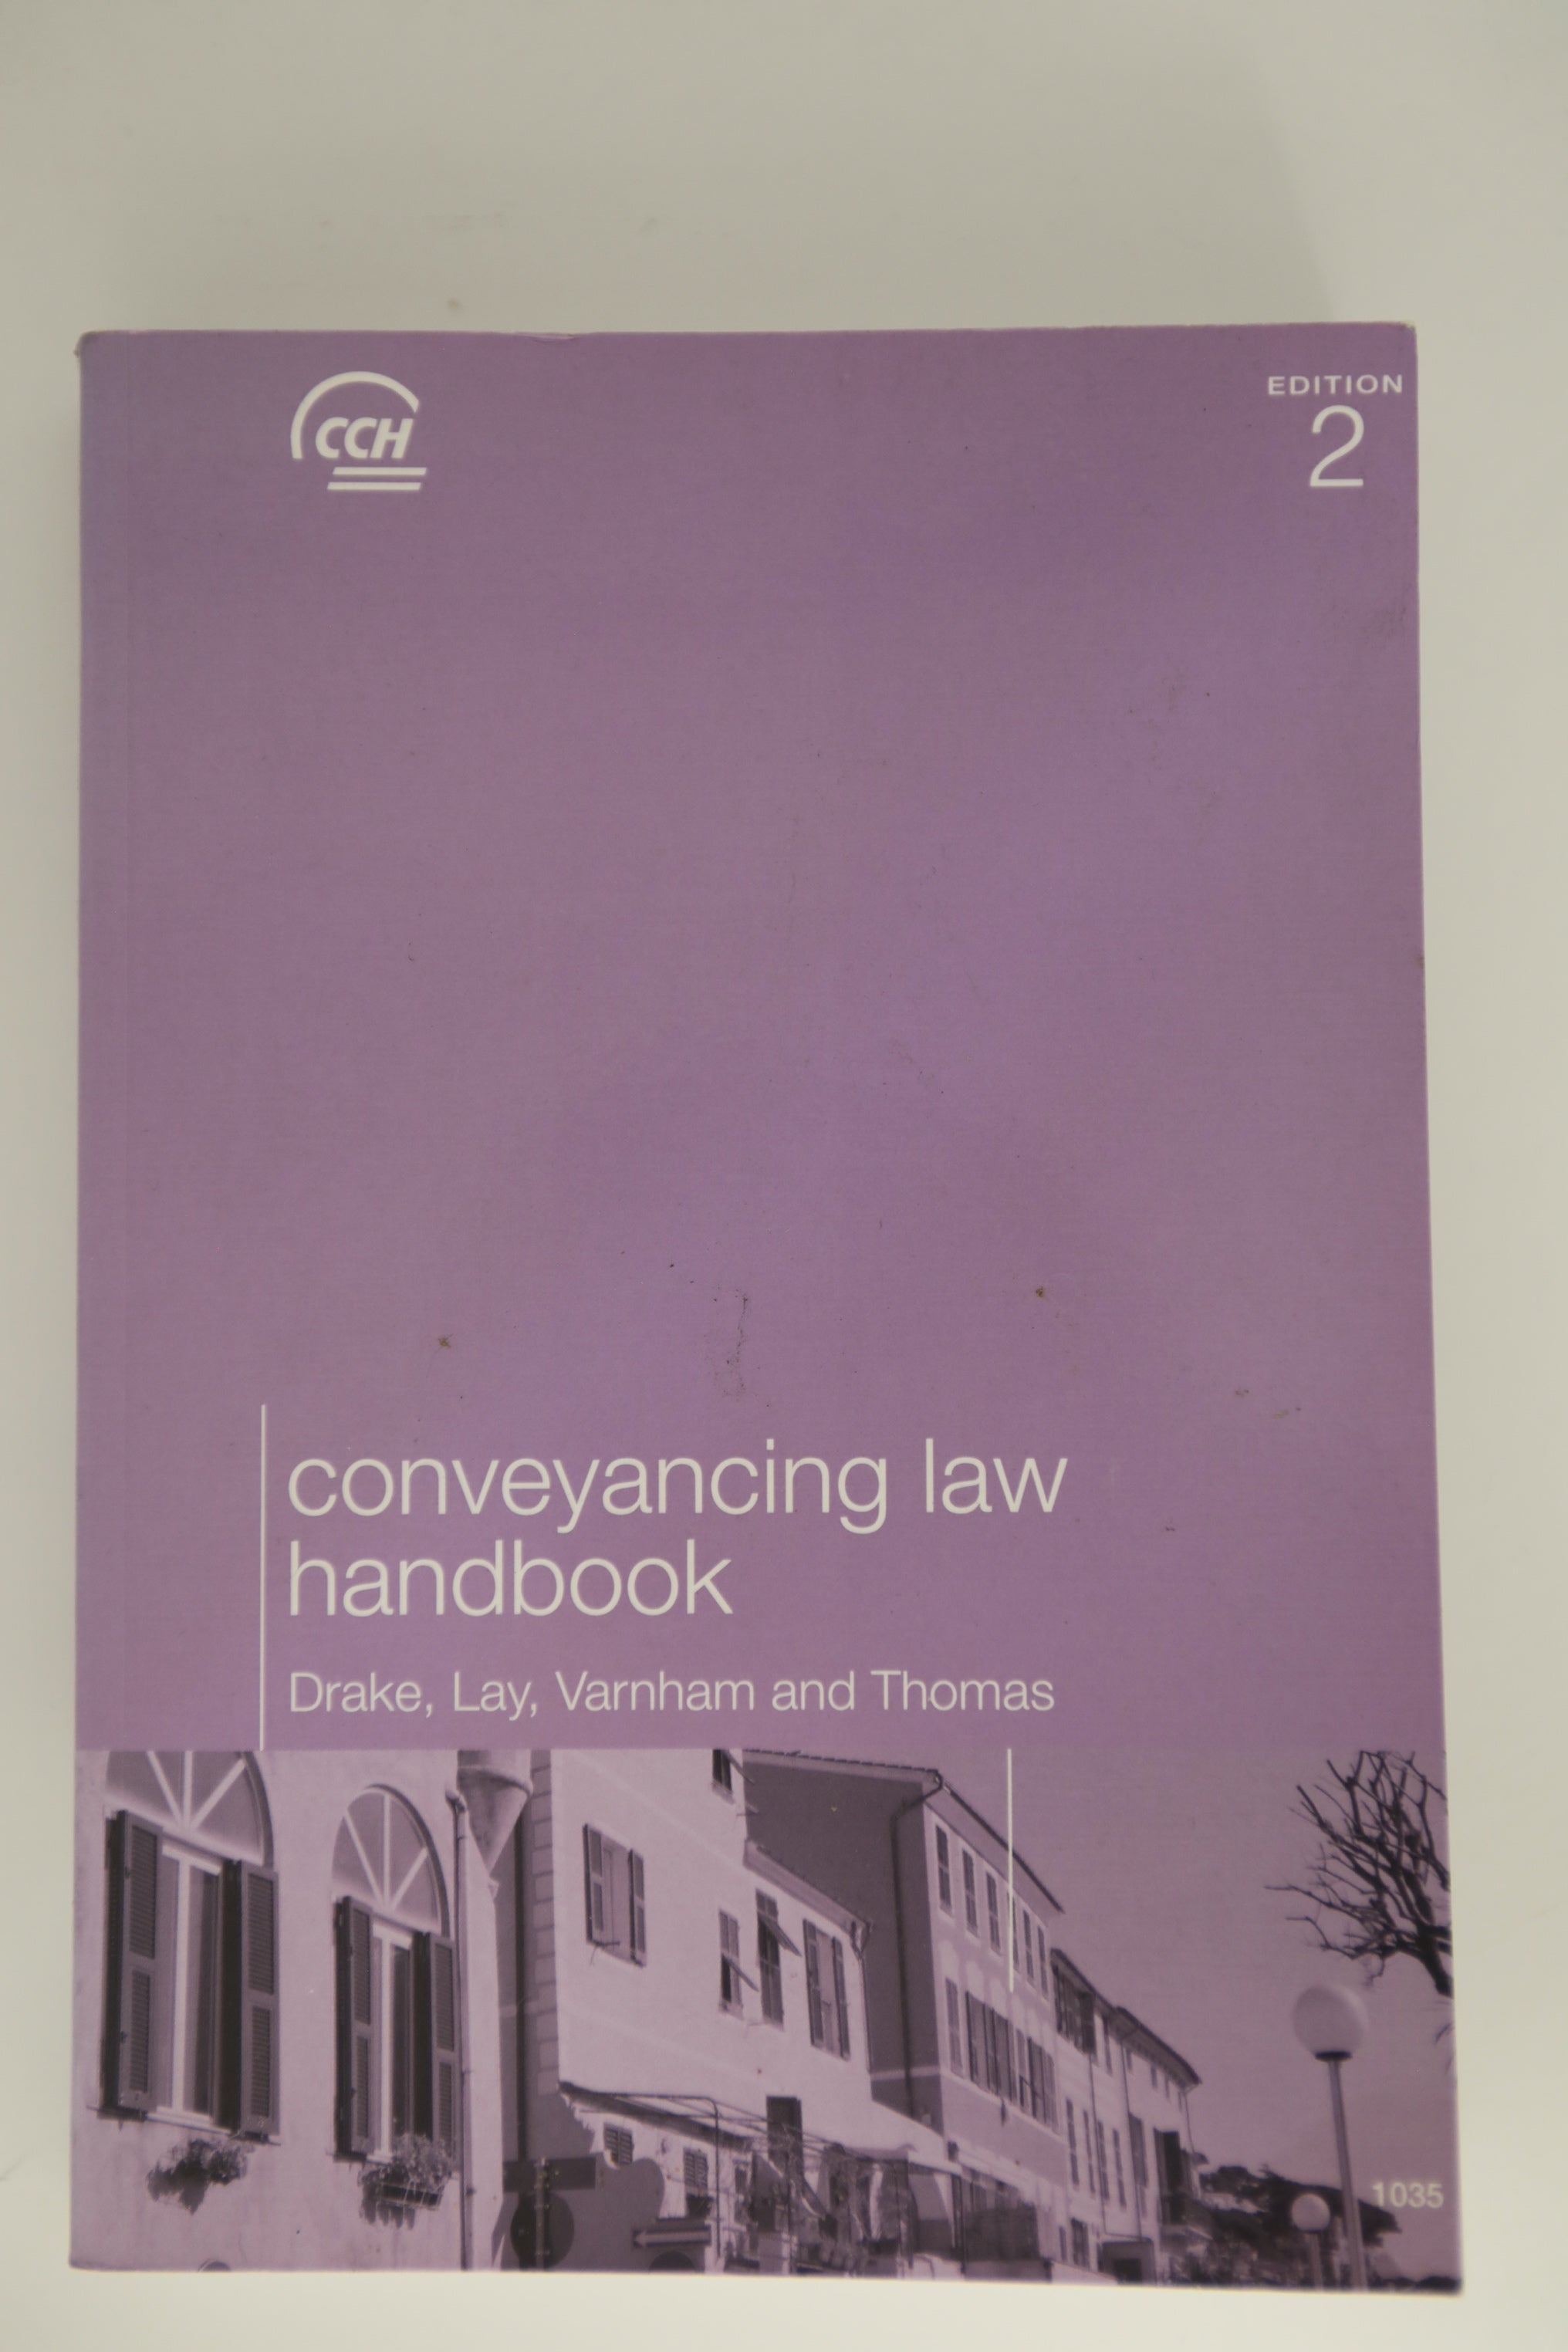 CCH
EDITION
2
conveyancing law
handbook
Drake, Lay, Varnham and Thomas
1035